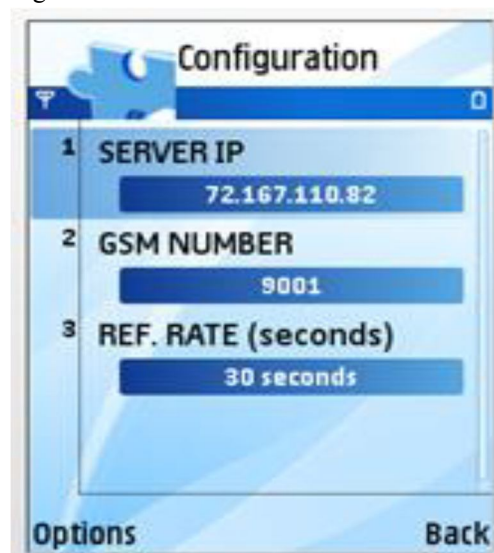 Configuration
1 SERVER IP
72.167.110.82
2 GSM NUMBER
9001
3 REF. RATE (seconds)
30 seconds
Options Back